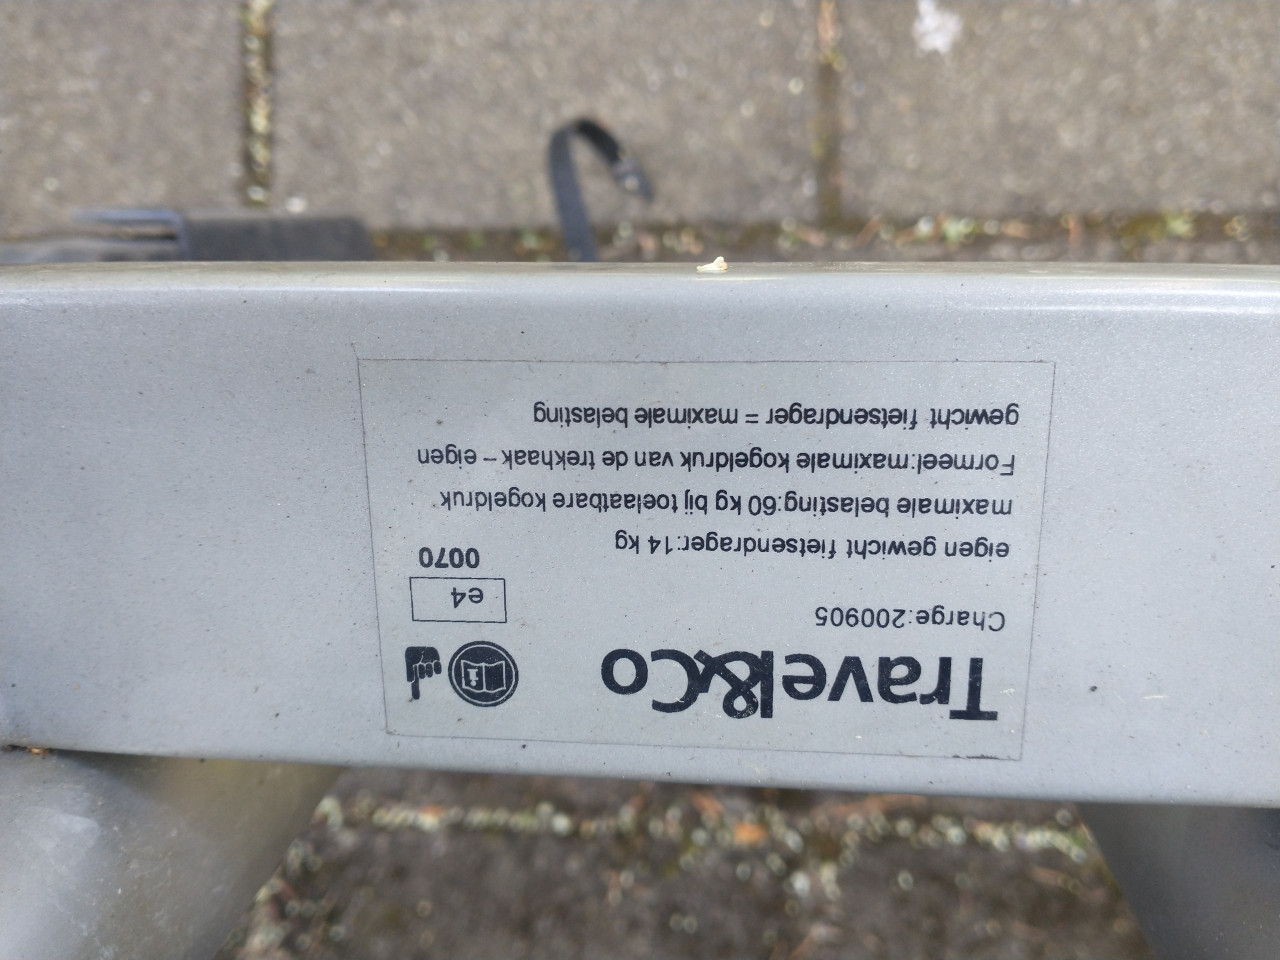 Travel&Co
Charge:200905
e4
0070
eigen gewicht fietsendrager:14 kg
maximale belasting:60 kg bij toelaatbare kogeldruk
Formeel:maximale kogeldruk van de trekhaak - eigen
gewicht fietsendrager = maximale belasting